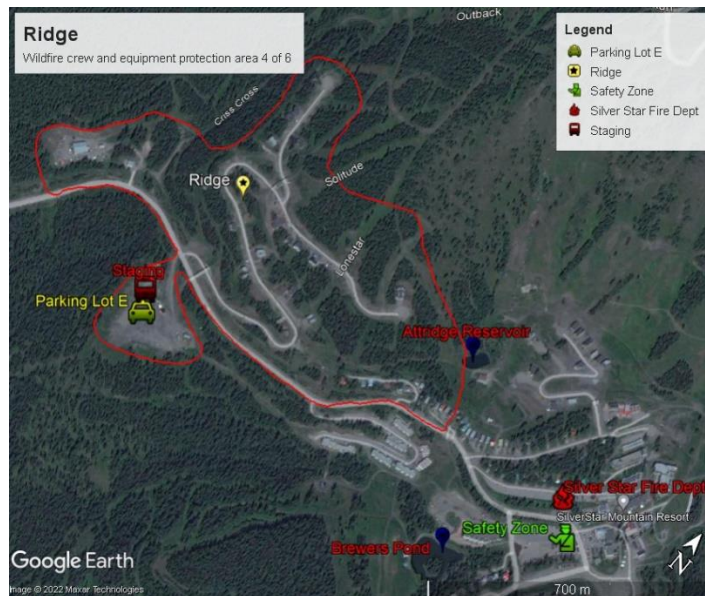 Ridge
Wildfire crew and equipment protection area 4 of 6
Outback
Legend
Parking Lot E
Ridge
Safety Zone
Silver Star Fire Dept
Staging
Criss Cross
Ridge
Solitude
Lonestar
Staging
Parking Lot E
Attridge Reservoir
Silver Star Fire Dept
SilverStar Mountain Resort
Safety Zone
Brewers Pond
Google Earth
Image © 2022 Maxar Technologies
700 m
N